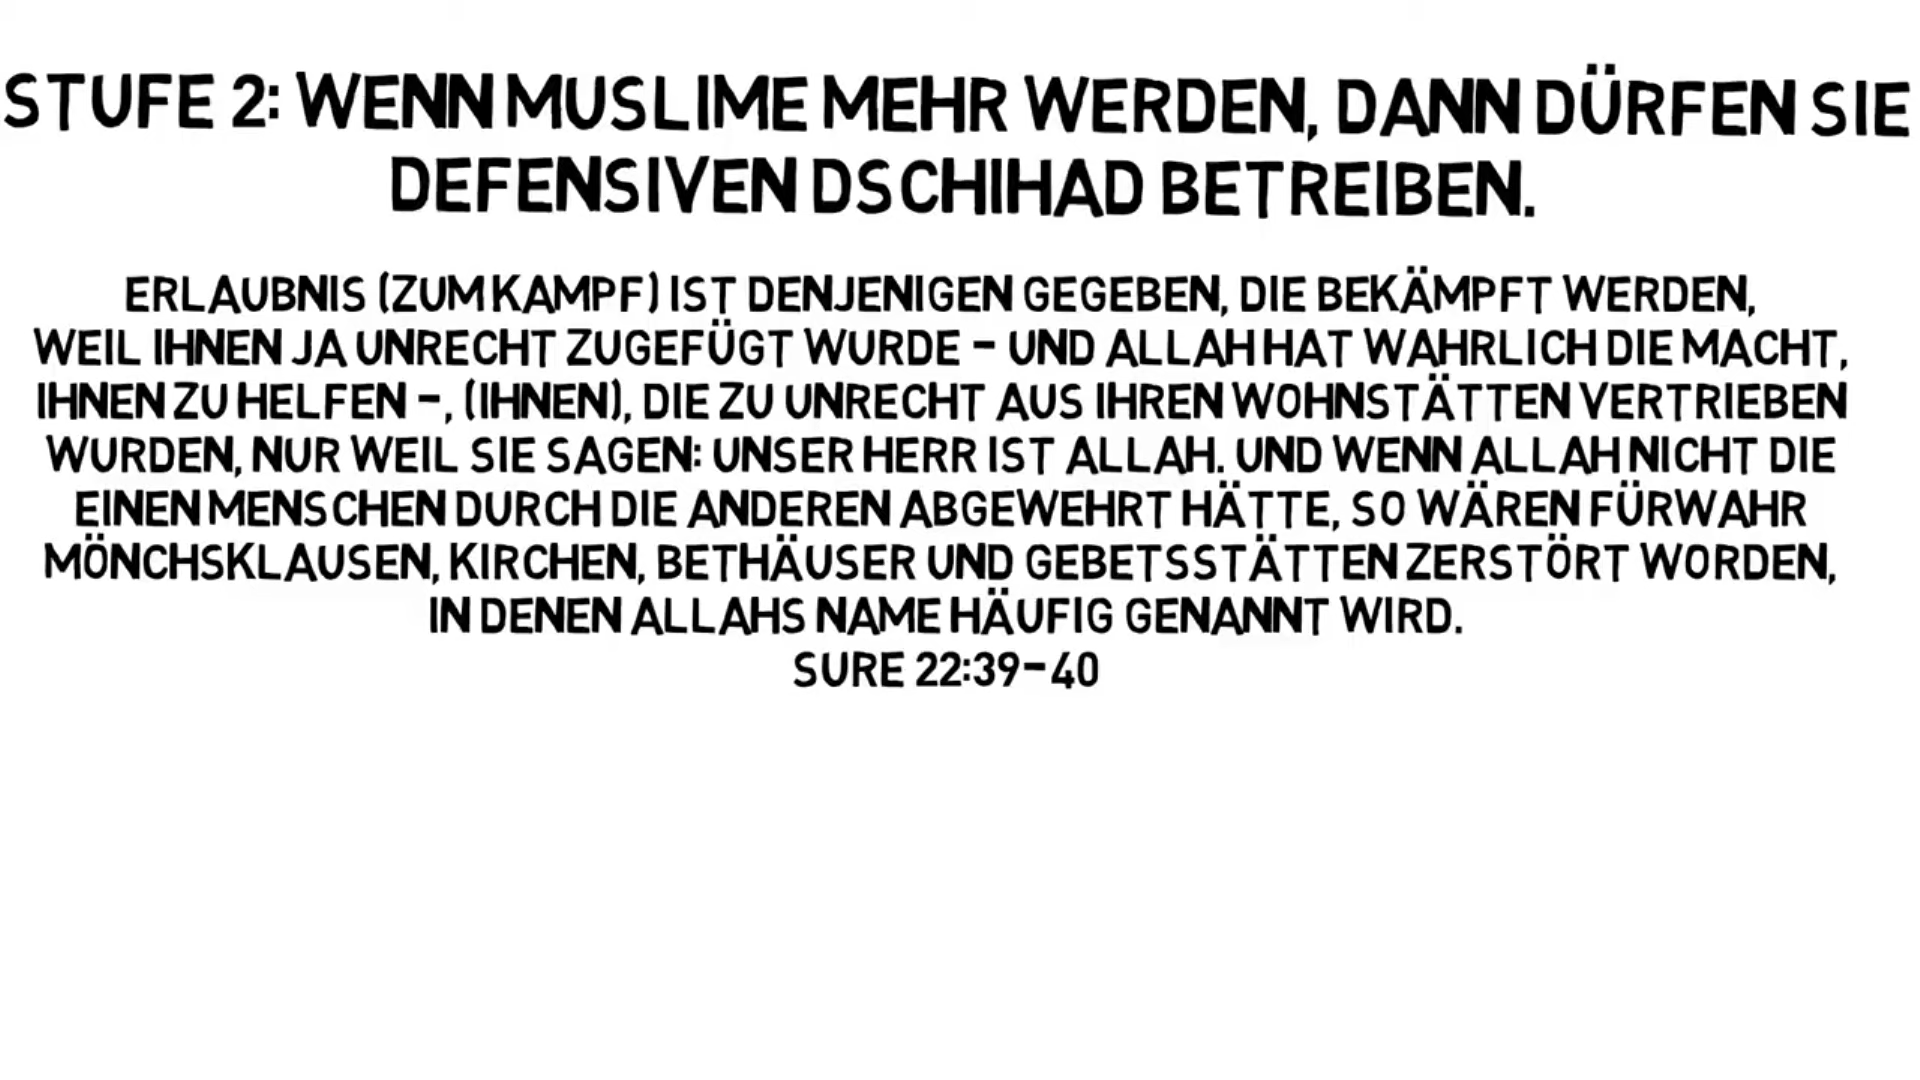 STUFE 2: WENN MUSLIME MEHR WERDEN, DANN DÜRFEN SIE
DEFENSIVEN DSCHIHAD BETREIBEN.
ERLAUBNIS (ZUM KAMPF) IST DENJENIGEN GEGEBEN, DIE BEKÄMPFT WERDEN,
WEIL IHNEN JA UNRECHT ZUGEFÜGT WURDE - UND ALLAH HAT WAHRLICH DIE MACHT,
IHNEN ZU HELFEN -, (IHNEN), DIE ZU UNRECHT AUS IHREN WOHNSTÄTTEN VERTRIEBEN
WURDEN, NUR WEIL SIE SAGEN: UNSER HERR IST ALLAH. UND WENN ALLAH NICHT DIE
EINEN MENSCHEN DURCH DIE ANDEREN ABGEWEHRT HÄTTE, SO WÄREN FÜRWAHR
MÖNCHSKLAUSEN, KIRCHEN, BETHÄUSER UND GEBETSSTÄTTEN ZERSTÖRT WORDEN,
IN DENEN ALLAHS NAME HÄUFIG GENANNT WIRD.
SURE 22:39-40